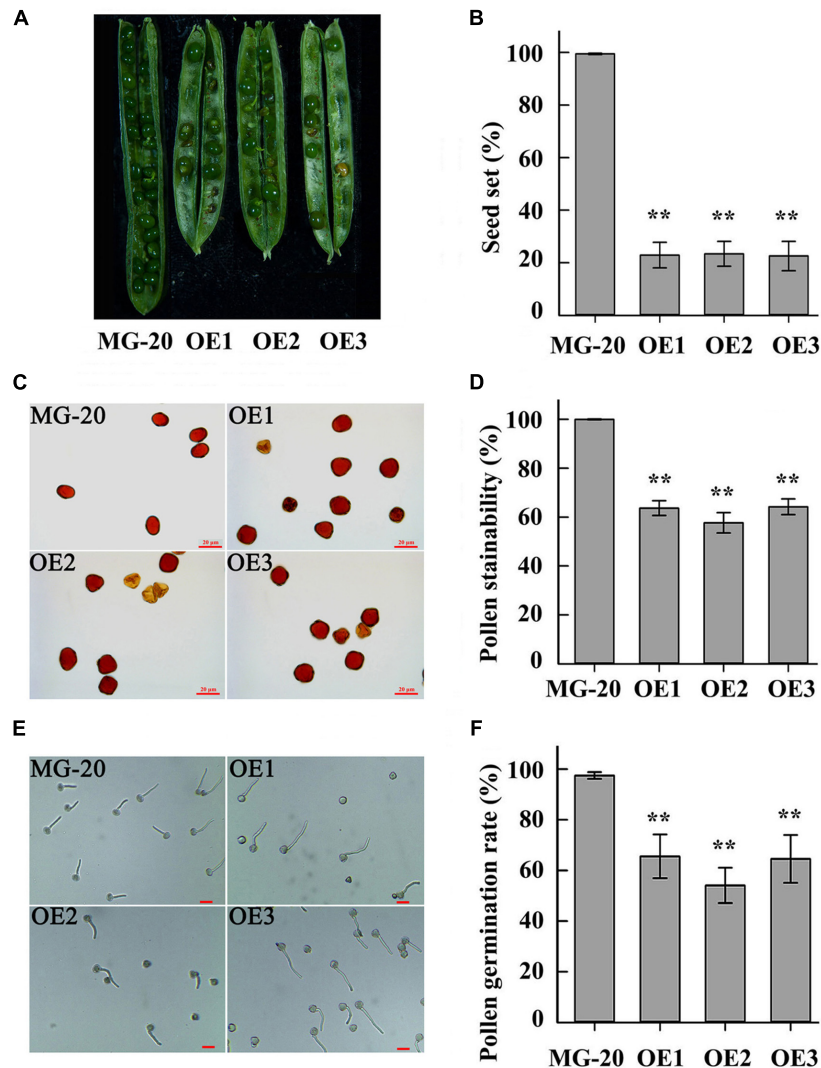 A
MG-20 OE1 OE2 OE3
B
Seed set (%)
100
80
60
40
20
0
** ** **
MG-20 OE1 OE2 OE3
C
MG-20
20 µm
OE1
20 µm
OE2
20 µm
OE3
20 µm
D
Pollen stainability (%)
100
80
60
40
20
0
** ** **
MG-20 OE1 OE2 OE3
E
MG-20
OE1
OE2
OE3
F
Pollen germination rate (%)
100
80
60
40
20
0
** ** **
MG-20 OE1 OE2 OE3